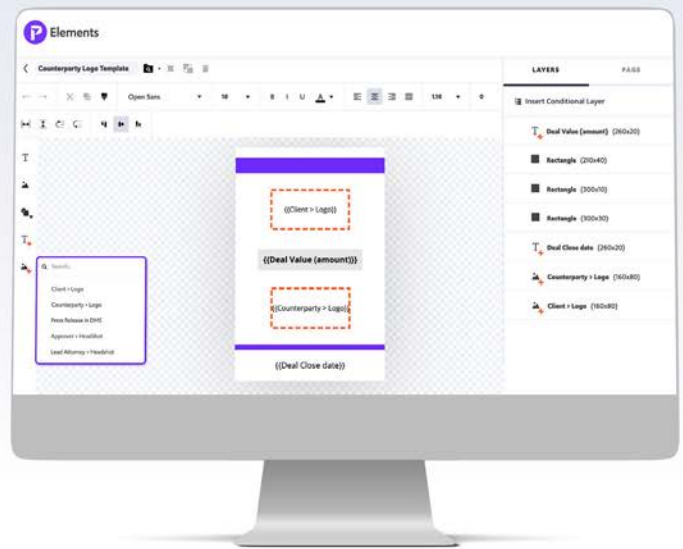 Elements
Counterparty Logo Template
Open Sans
B I U A
LAYERS PAGE
Insert Conditional Layer
Deal Value (amount) (260x20)
Rectangle (210x40)
Rectangle (300x10)
Rectangle (300x30)
Deal Close date (260x20)
Counterparty > Logo (160x80)
Client > Logo (160x80)
T
T
Search...
Client > Logo
Counterparty > Logo
Press Release in DMS
Approver > Headshot
Lead Attorney > Headshot
{{Client > Logo}}
{{Deal Value (amount)}}
{{Counterparty > Logo}}
{{Deal Close date}}